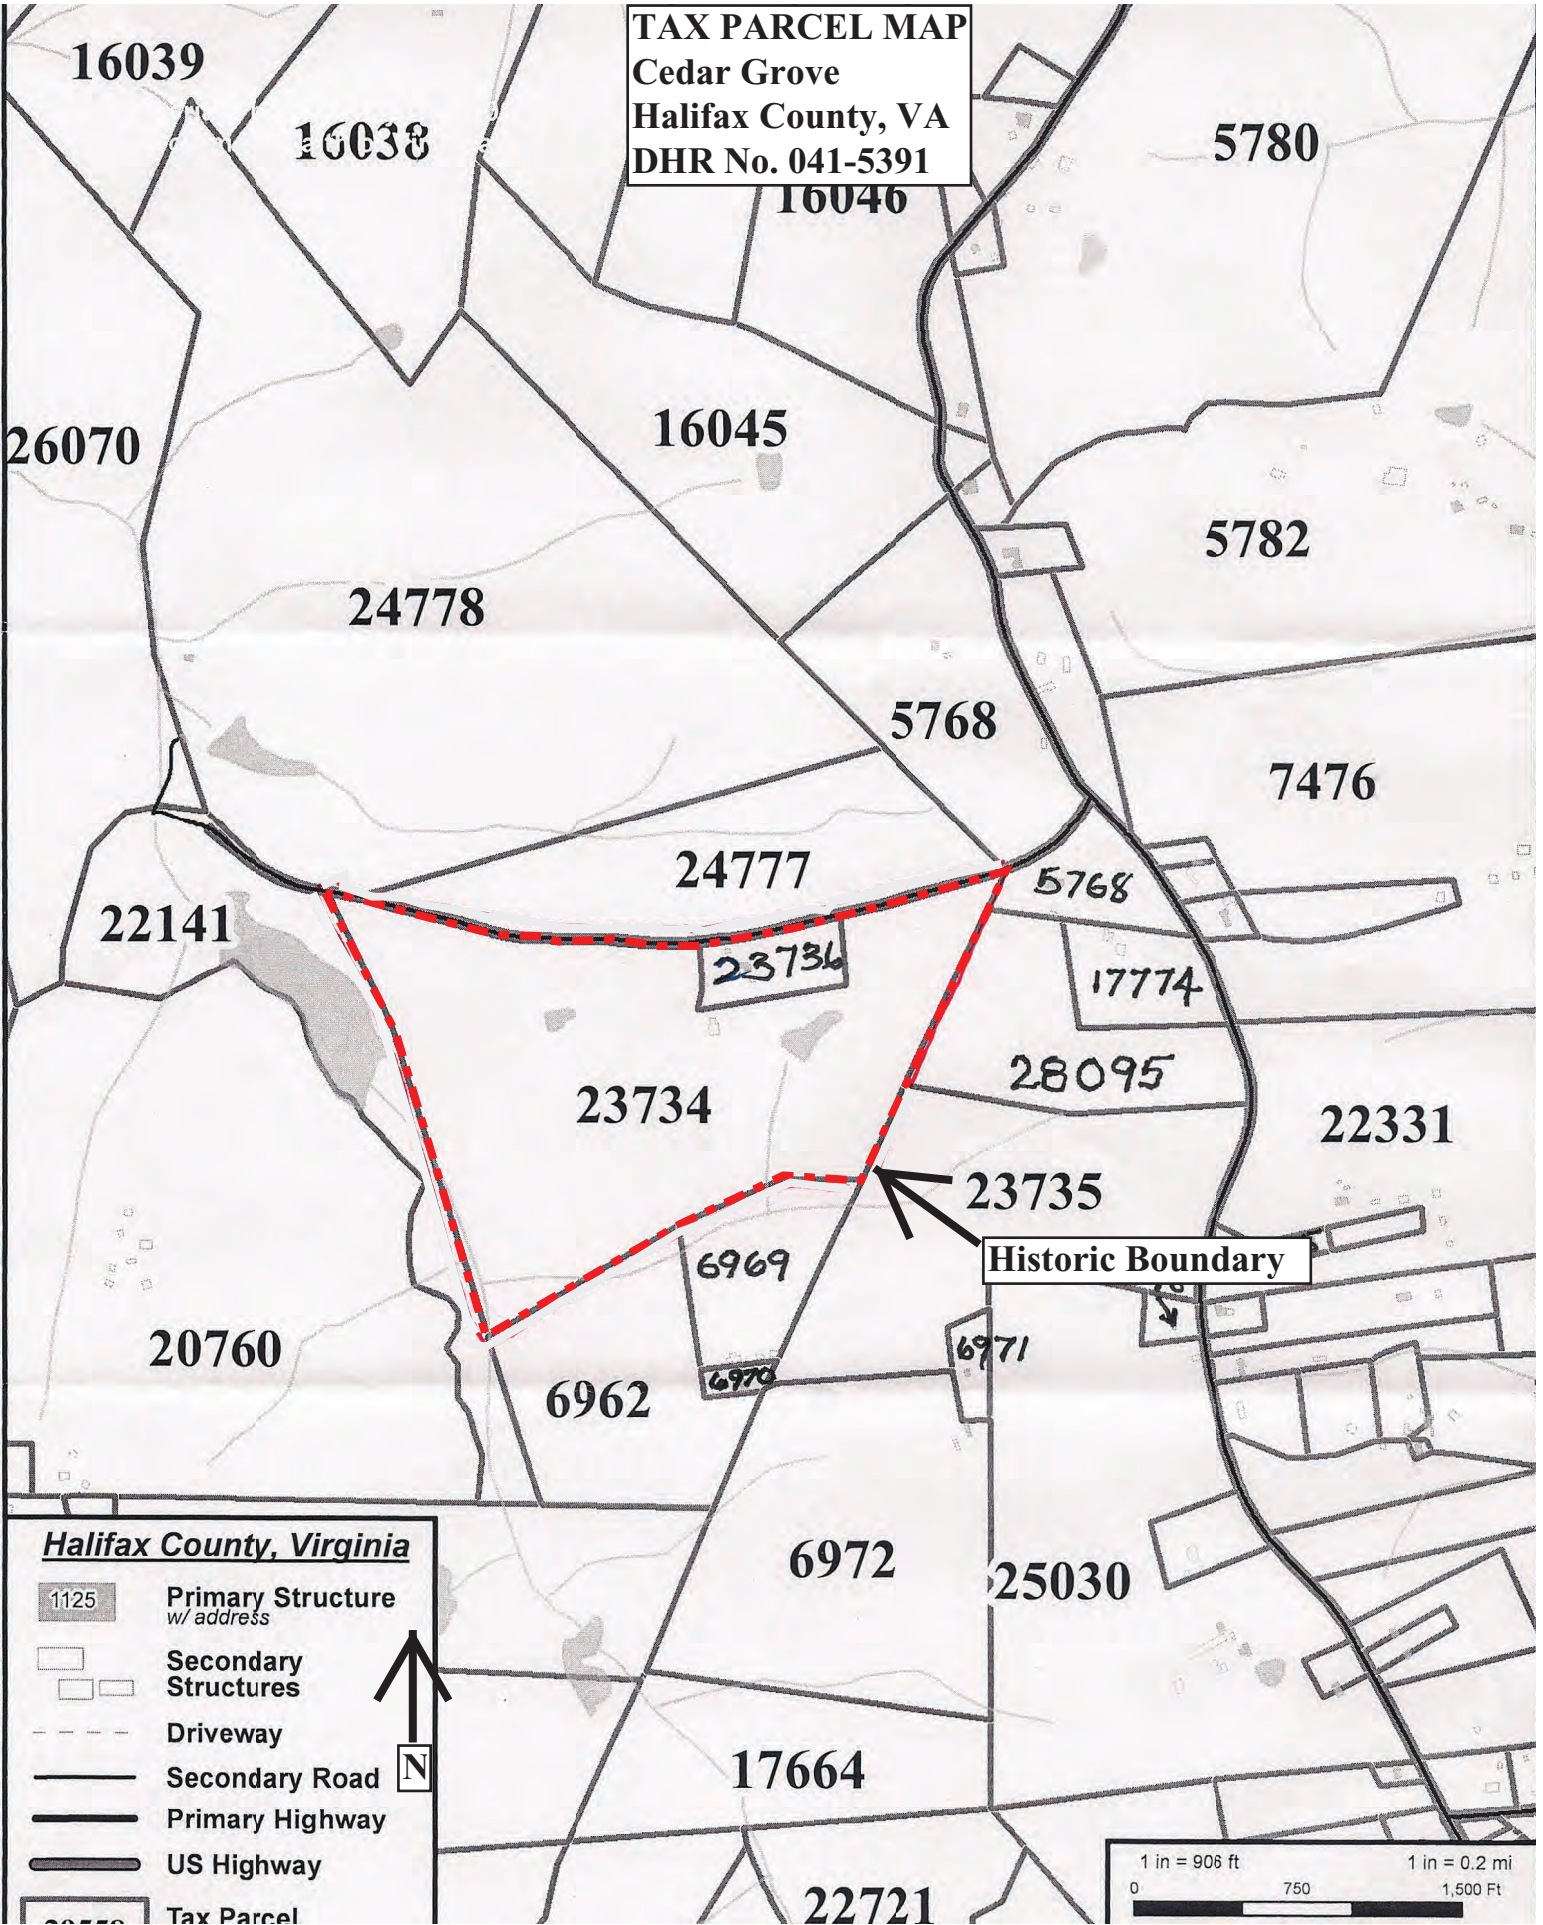 TAX PARCEL MAP
Cedar Grove
Halifax County, VA
DHR No. 041-5391
16039
16038
5780
16046
26070
16045
5782
24778
5768
7476
24777
5768
22141
23736
17774
28095
23734
22331
23735
Historic Boundary
6969
20760
6971
6970
6962
6972
25030
17664
22721
Halifax County, Virginia
1125
Primary Structure
w/ address
Secondary
Structures
Driveway
Secondary Road
N
Primary Highway
US Highway
Tax Parcel
1 in = 906 ft
1 in = 0.2 mi
0
750
1,500 Ft